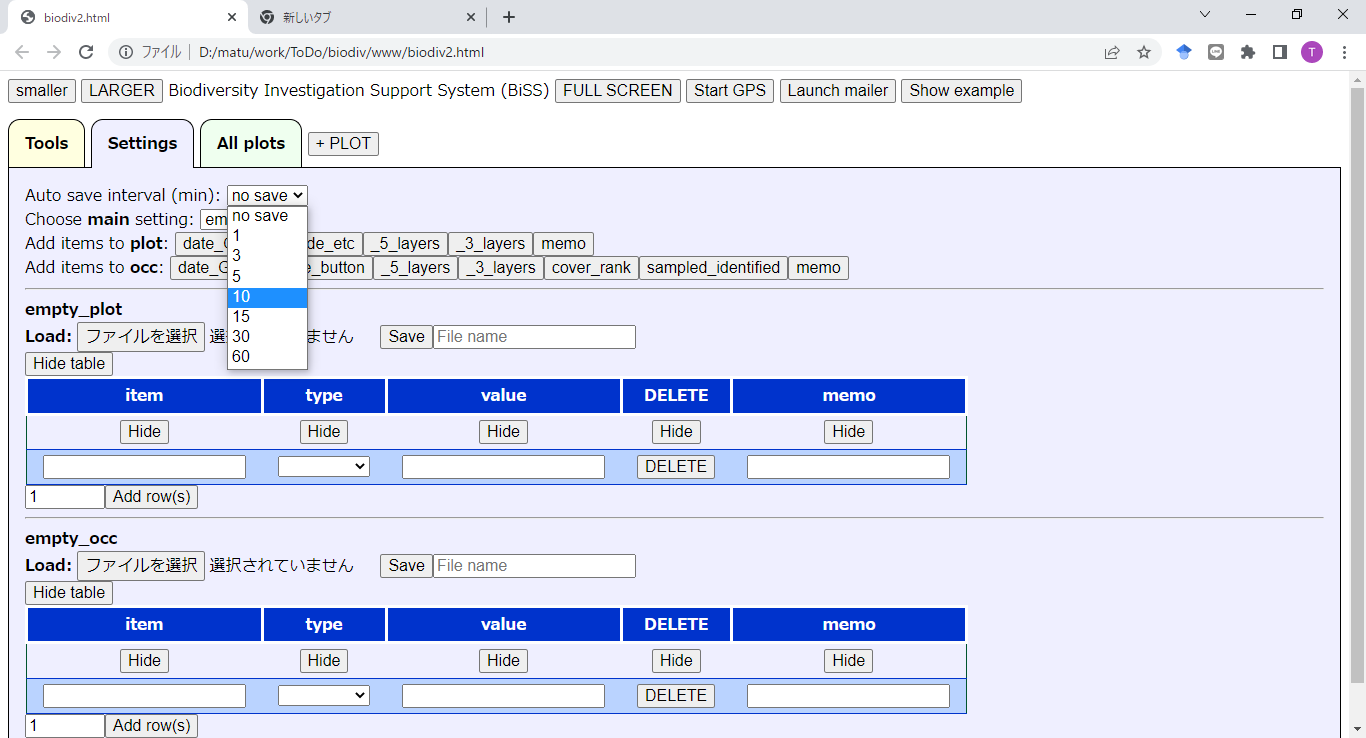 biodiv2.html 新しいタブ
ファイル D:/matu/work/ToDo/biodiv/www/biodiv2.html T
smaller LARGER Biodiversity Investigation Support System (BiSS) FULL SCREEN Start GPS Launch mailer Show example
Tools Settings All plots + PLOT
Auto save interval (min): no save
no save
1
3
5
10
15
30
60
Choose main setting: em
Add items to plot: date_G de_etc _5_layers _3_layers memo
Add items to occ: date_G e_button _5_layers _3_layers cover_rank sampled_identified memo
empty_plot
Load: ファイルを選択 選 ません Save File name
Hide table
item type value DELETE memo
Hide Hide Hide Hide Hide
DELETE
1 Add row(s)
empty_occ
Load: ファイルを選択 選択されていません Save File name
Hide table
item type value DELETE memo
Hide Hide Hide Hide Hide
DELETE
1 Add row(s)